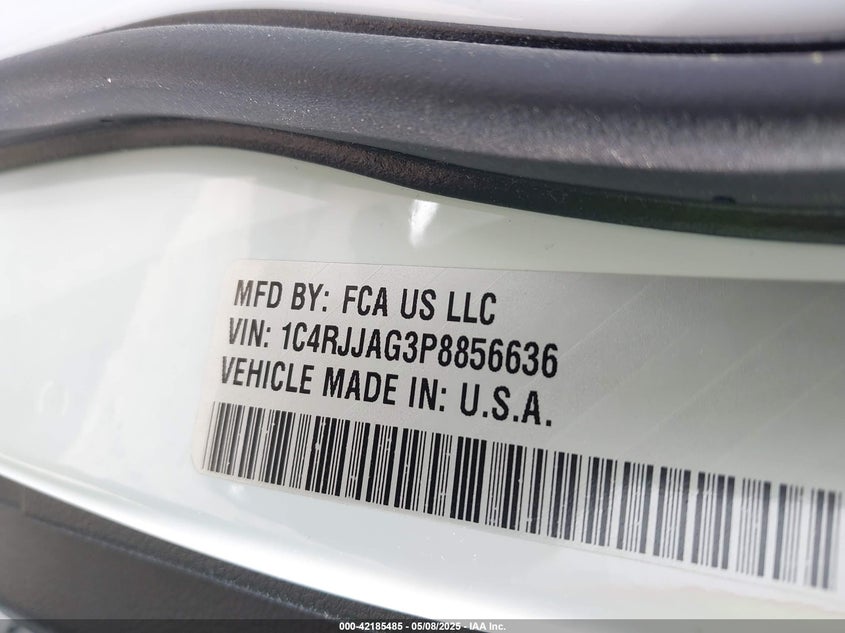 MFD BY: FCA US LLC
VIN: 1C4RJJAG3P8856636
VEHICLE MADE IN: U.S.A.
000-42185485 - 05/08/2025 - IAA Inc.